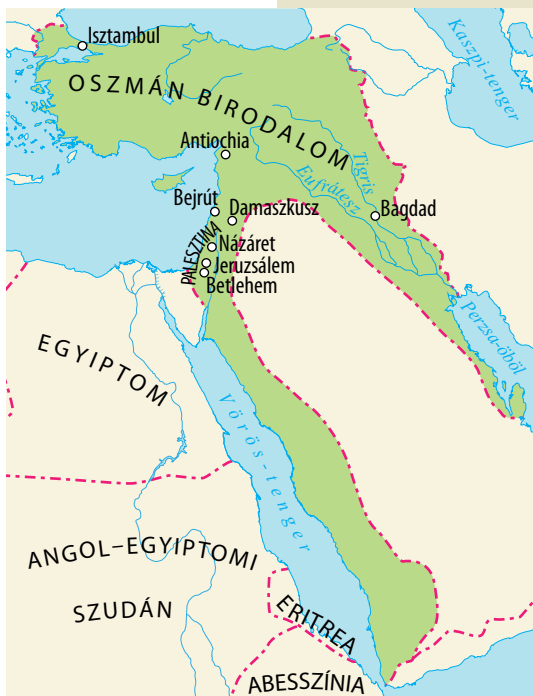 Isztambul
Kaszpi-tenger
OSZMÁN BIRODALOM
Antiochia
Tigris
Eufrátesz
Bejrút
Damaszkusz
Bagdad
PALESZTINA
Názáret
Jeruzsálem
Betlehem
Perzsa-öböl
EGYIPTOM
Vörös-tenger
ANGOL–EGYIPTOMI
SZUDÁN
ERITREA
ABESSZÍNIA